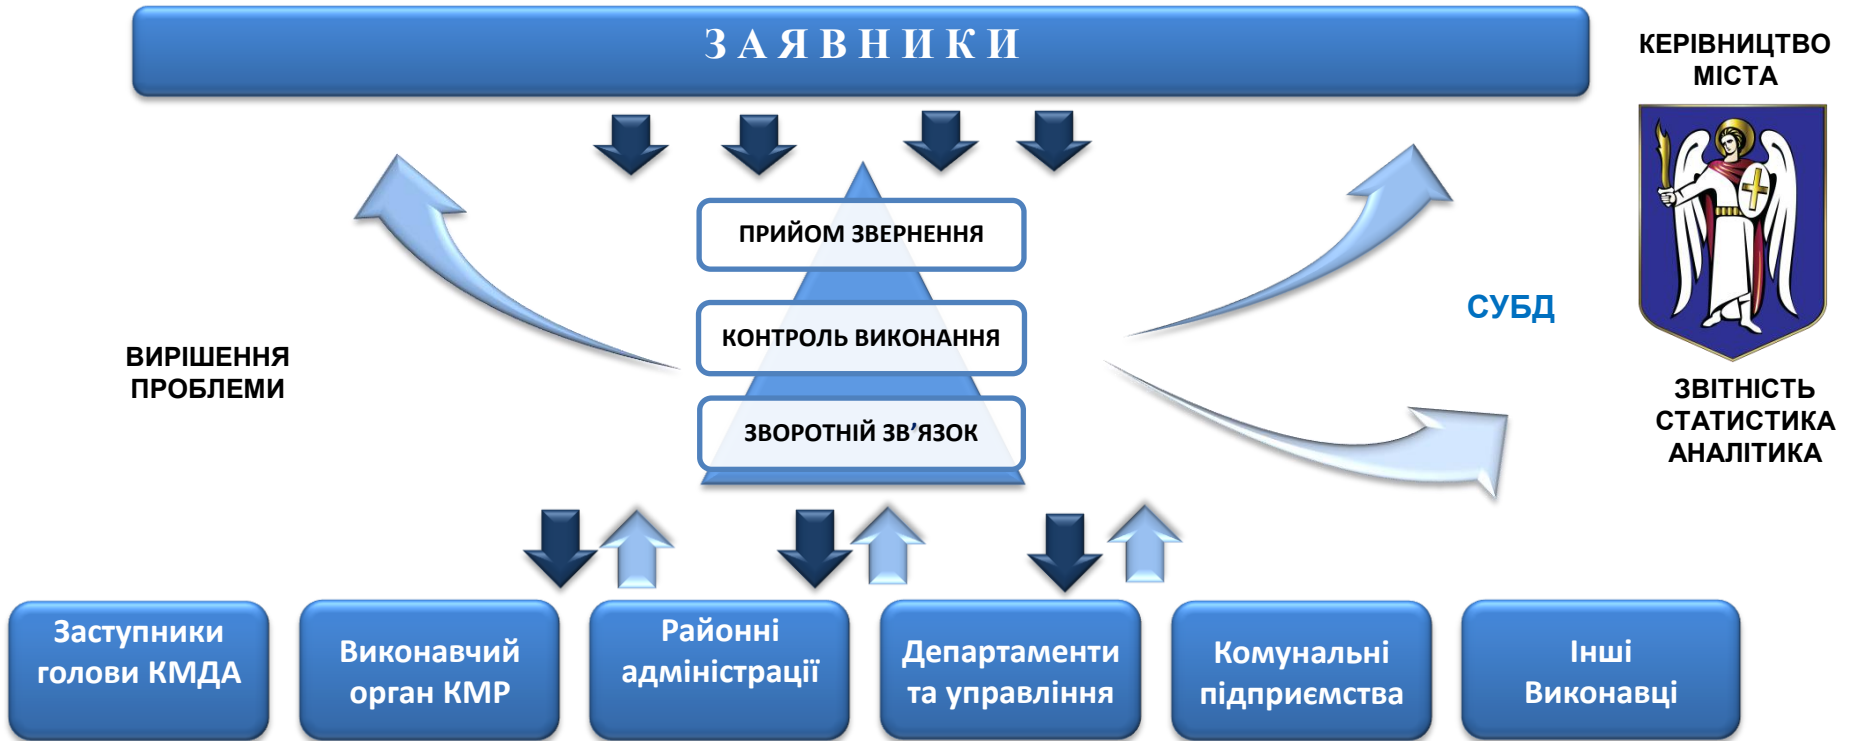 ЗАЯВНИКИ
КЕРІВНИЦТВО
МІСТА
ПРИЙОМ ЗВЕРНЕННЯ
СУБД
КОНТРОЛЬ ВИКОНАННЯ
ВИРІШЕННЯ
ПРОБЛЕМИ
ЗВОРОТНІЙ ЗВ’ЯЗОК
ЗВІТНІСТЬ
СТАТИСТИКА
АНАЛІТИКА
Заступники
голови КМДА
Виконавчий
орган КМР
Районні
адміністрації
Департаменти
та управління
Комунальні
підприємства
Інші
Виконавці